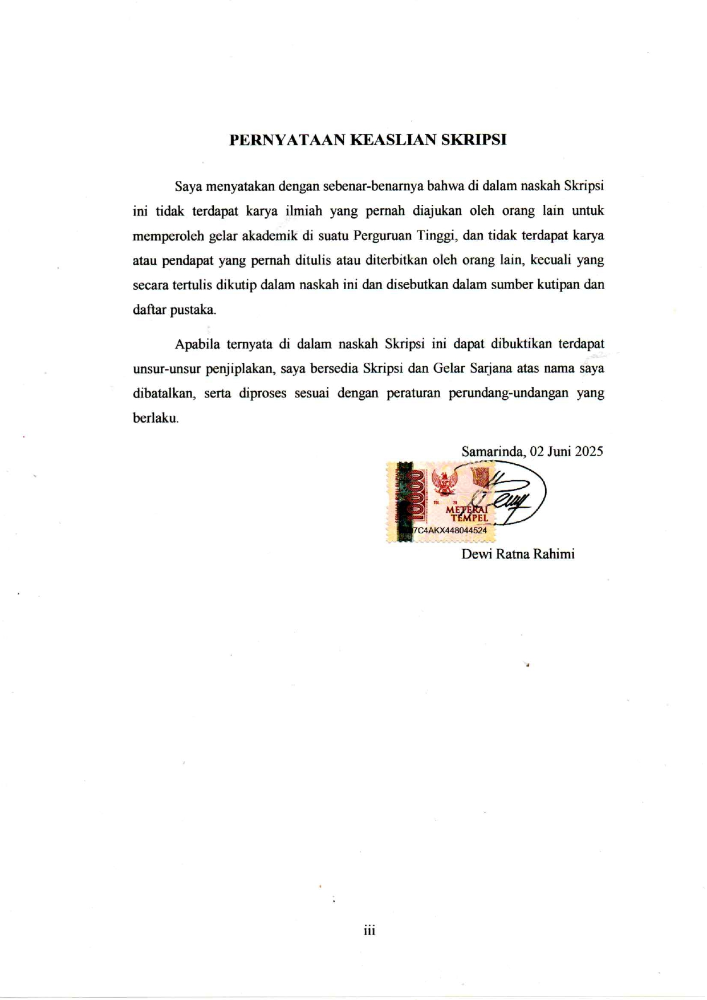 PERNYATAAN KEASLIAN SKRIPSI
Saya menyatakan dengan sebenar-benarnya bahwa di dalam naskah Skripsi
ini tidak terdapat karya ilmiah yang pernah diajukan oleh orang lain untuk
memperoleh gelar akademik di suatu Perguruan Tinggi, dan tidak terdapat karya
atau pendapat yang pernah ditulis atau diterbitkan oleh orang lain, kecuali yang
secara tertulis dikutip dalam naskah ini dan disebutkan dalam sumber kutipan dan
daftar pustaka.
Apabila ternyata di dalam naskah Skripsi ini dapat dibuktikan terdapat
unsur-unsur penjiplakan, saya bersedia Skripsi dan Gelar Sarjana atas nama saya
dibatalkan, serta diproses sesuai dengan peraturan perundang-undangan yang
berlaku.
Samarinda, 02 Juni 2025
10000
TGL. 20
METERAI
TEMPEL
7C4AKX448044524
Dewi Ratna Rahimi
iii